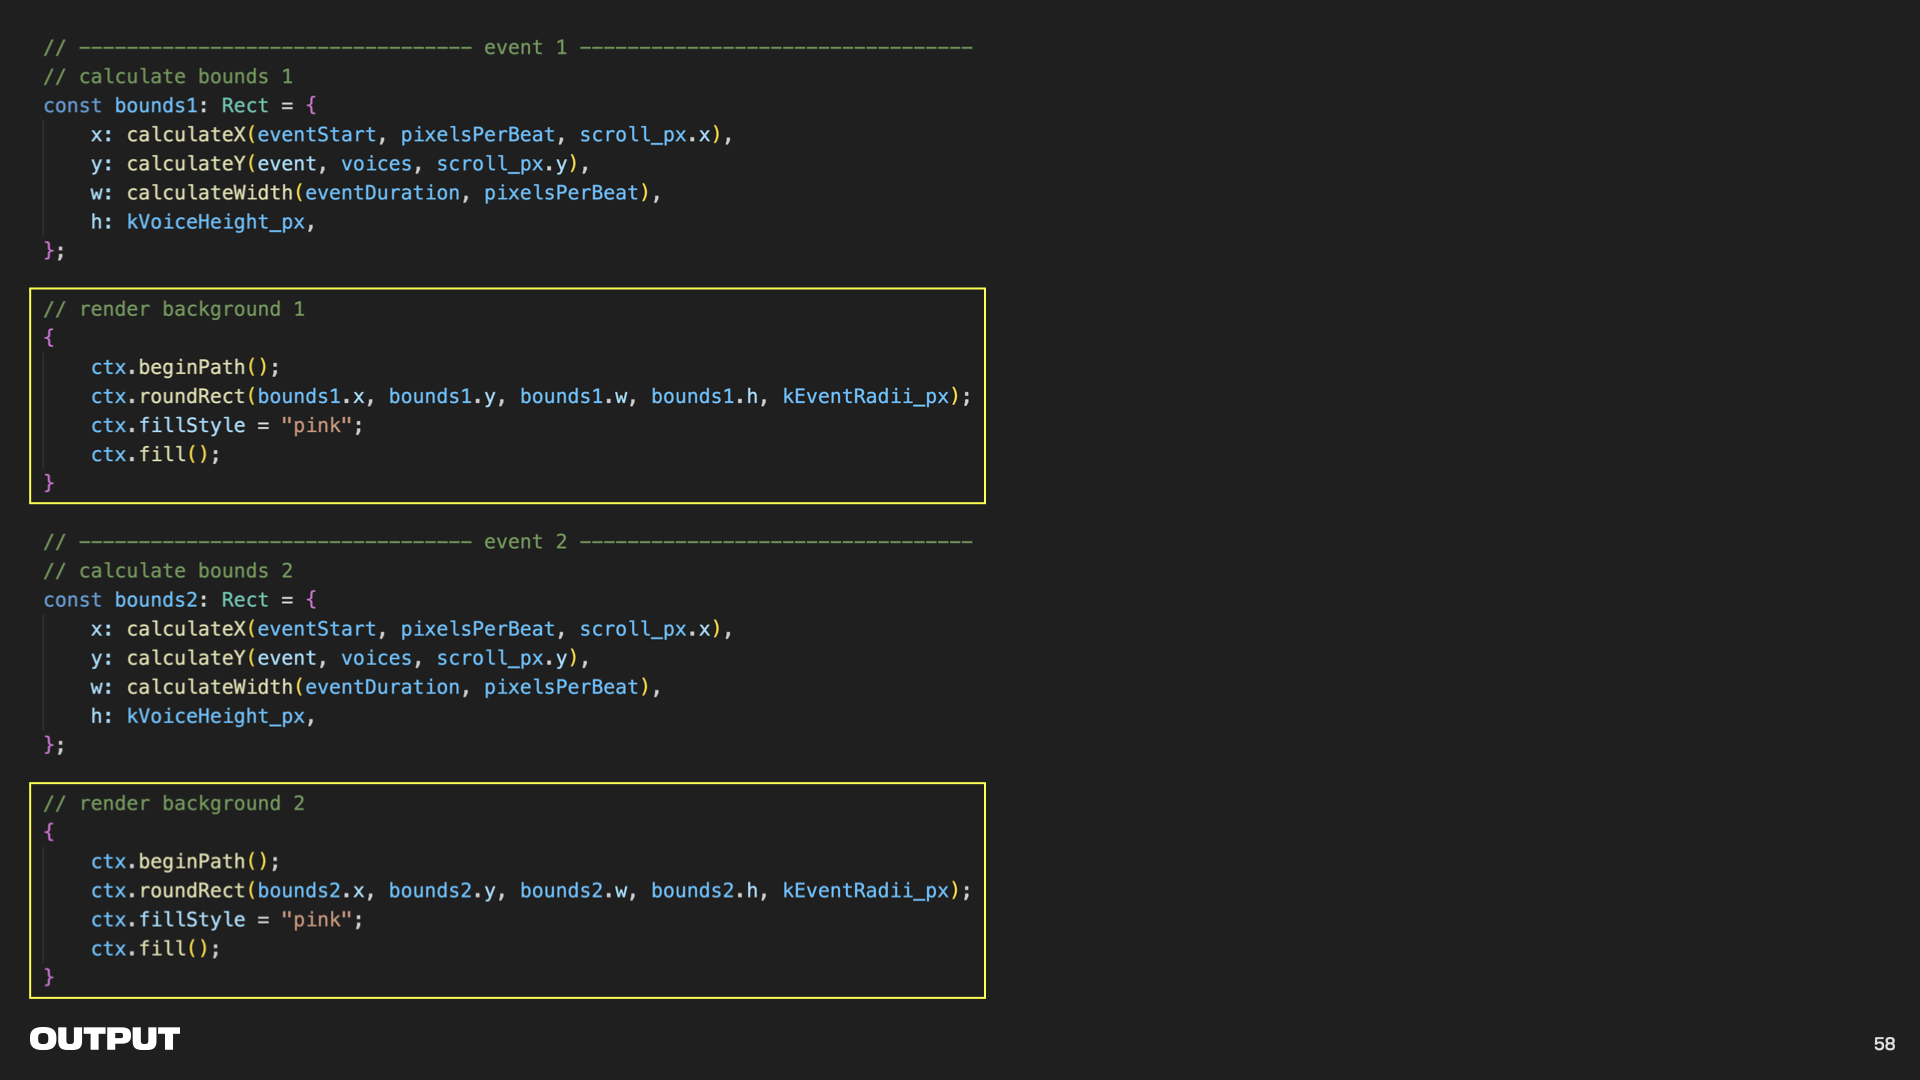 // --------------------------------- event 1 ---------------------------------
// calculate bounds 1
const bounds1: Rect = {
    x: calculateX(eventStart, pixelsPerBeat, scroll_px.x),
    y: calculateY(event, voices, scroll_px.y),
    w: calculateWidth(eventDuration, pixelsPerBeat),
    h: kVoiceHeight_px,
};
// render background 1
{
    ctx.beginPath();
    ctx.roundRect(bounds1.x, bounds1.y, bounds1.w, bounds1.h, kEventRadii_px);
    ctx.fillStyle = "pink";
    ctx.fill();
}
// --------------------------------- event 2 ---------------------------------
// calculate bounds 2
const bounds2: Rect = {
    x: calculateX(eventStart, pixelsPerBeat, scroll_px.x),
    y: calculateY(event, voices, scroll_px.y),
    w: calculateWidth(eventDuration, pixelsPerBeat),
    h: kVoiceHeight_px,
};
// render background 2
{
    ctx.beginPath();
    ctx.roundRect(bounds2.x, bounds2.y, bounds2.w, bounds2.h, kEventRadii_px);
    ctx.fillStyle = "pink";
    ctx.fill();
}
OUTPUT
58